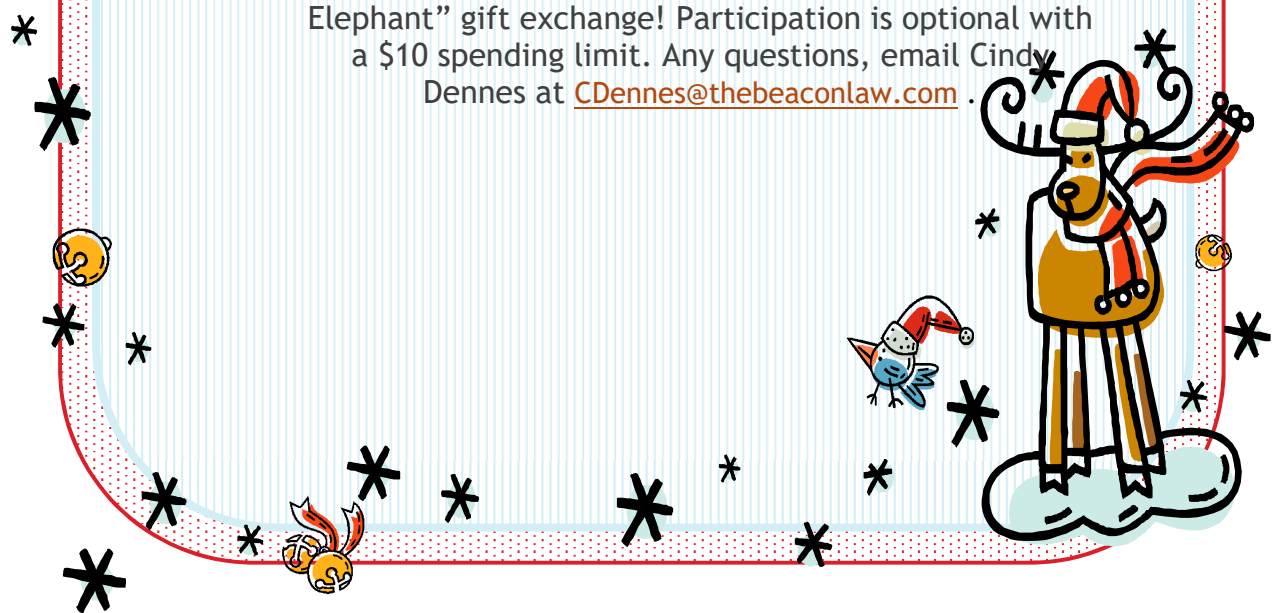 Elephant” gift exchange! Participation is optional with
a $10 spending limit. Any questions, email Cindy
Dennes at CDennes@thebeaconlaw.com .